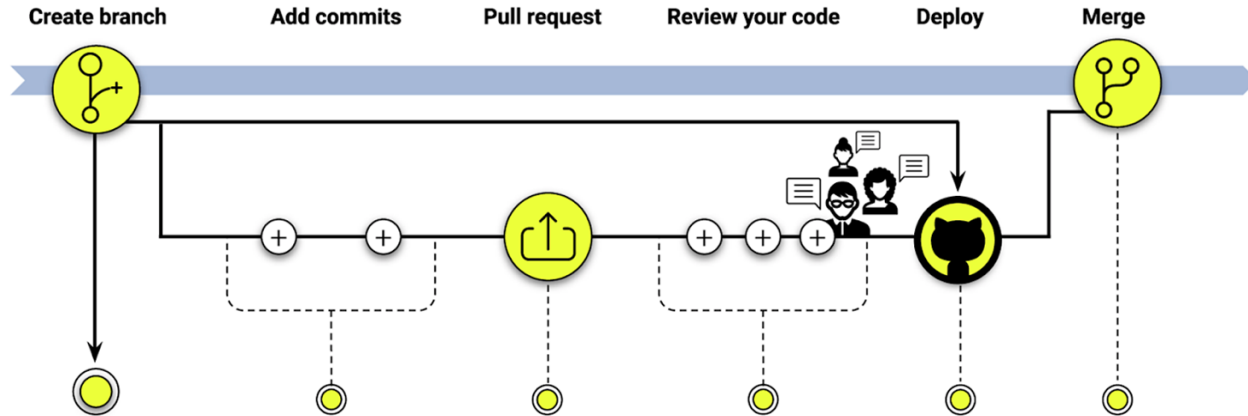 Create branch
Add commits
Pull request
Review your code
Deploy
Merge